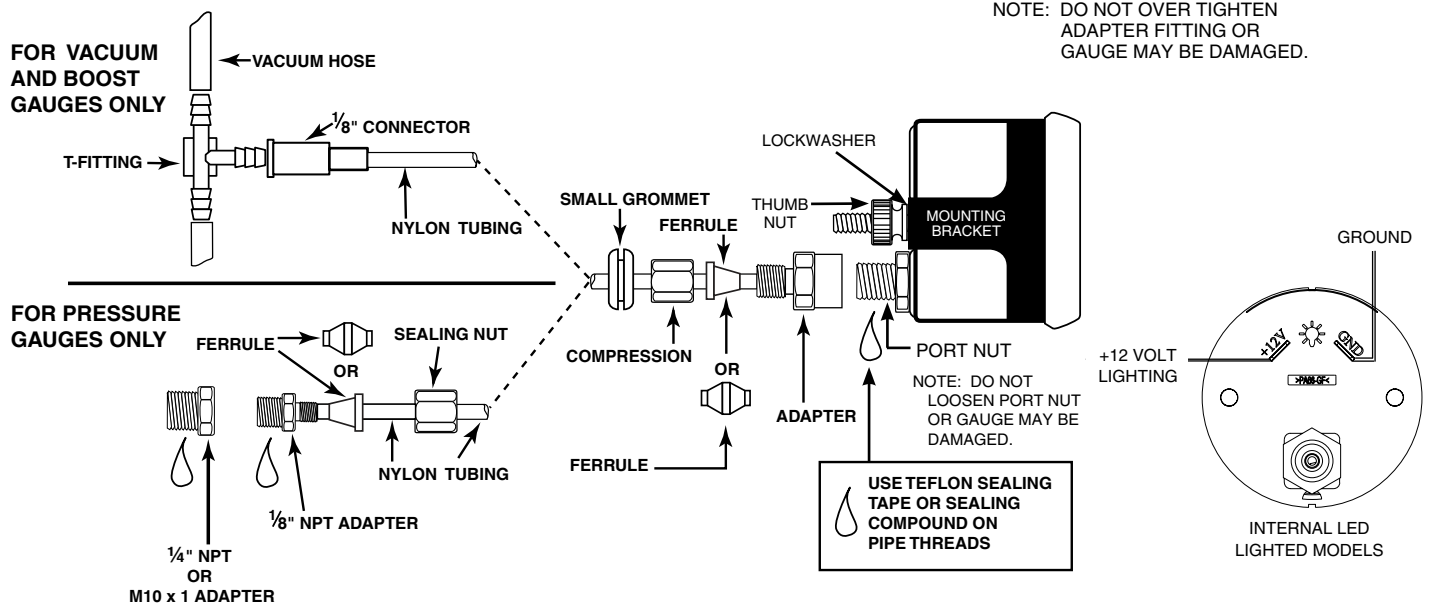 NOTE: DO NOT OVER TIGHTEN
ADAPTER FITTING OR
GAUGE MAY BE DAMAGED.
FOR VACUUM
AND BOOST
GAUGES ONLY
VACUUM HOSE
1/8" CONNECTOR
T-FITTING
NYLON TUBING
SMALL GROMMET
FERRULE
COMPRESSION
OR
FERRULE
ADAPTER
LOCKWASHER
THUMB
NUT
MOUNTING
BRACKET
PORT NUT
NOTE: DO NOT
LOOSEN PORT NUT
OR GAUGE MAY BE
DAMAGED.
USE TEFLON SEALING
TAPE OR SEALING
COMPOUND ON
PIPE THREADS
FOR PRESSURE
GAUGES ONLY
FERRULE
OR
SEALING NUT
NYLON TUBING
1/8" NPT ADAPTER
1/4" NPT
OR
M10 x 1 ADAPTER
GROUND
+12 VOLT
LIGHTING
+12V
GND
>PA66-GF<
INTERNAL LED
LIGHTED MODELS